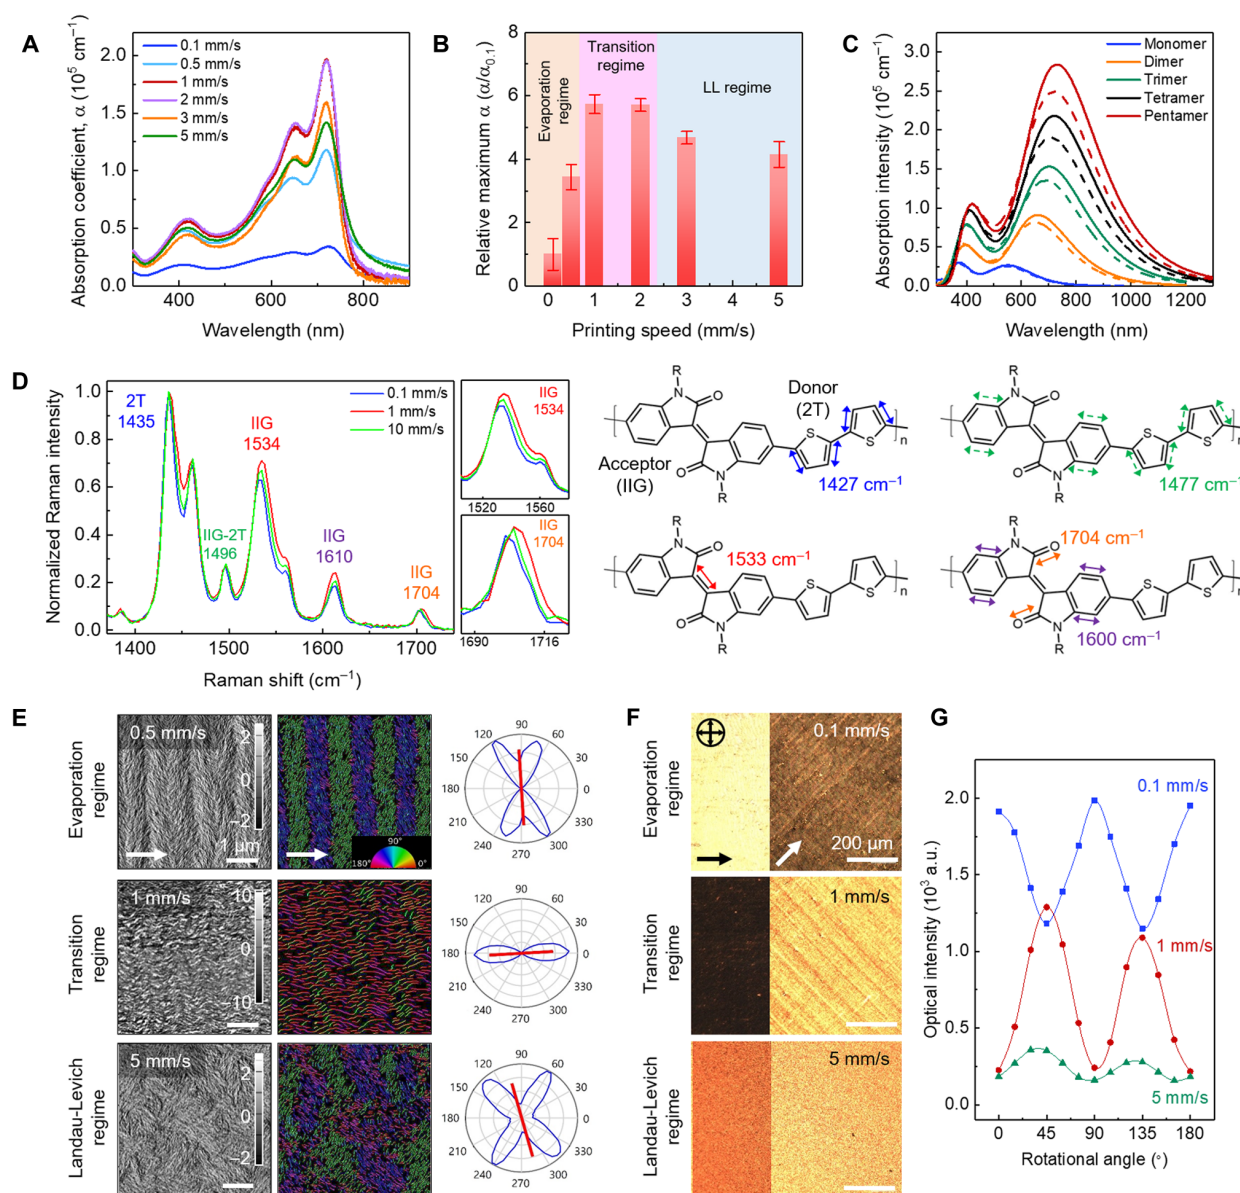 A
Absorption coefficient, α (10⁵ cm⁻¹)
2.0
1.5
1.0
0.5
0.0
0.1 mm/s
0.5 mm/s
1 mm/s
2 mm/s
3 mm/s
5 mm/s
400 600 800
Wavelength (nm)
B
Relative maximum α (α/α₀.₁)
8
6
4
2
0
Evaporation
regime
Transition
regime
LL regime
0 1 2 3 4 5
Printing speed (mm/s)
C
Absorption intensity (10⁵ cm⁻¹)
3.0
2.5
2.0
1.5
1.0
0.5
0.0
Monomer
Dimer
Trimer
Tetramer
Pentamer
400 600 800 1000 1200
Wavelength (nm)
D
Normalized Raman intensity
1.0
0.8
0.6
0.4
0.2
0.0
2T
1435
IIG-2T
1496
IIG
1534
IIG
1610
IIG
1704
0.1 mm/s
1 mm/s
10 mm/s
1400 1500 1600 1700
Raman shift (cm⁻¹)
IIG
1534
1520 1560
IIG
1704
1690 1716
R
N
O
Donor
(2T)
S
S
n
Acceptor
(IIG)
O
N
R
1427 cm⁻¹
R
N
O
S
S
n
O
N
R
1477 cm⁻¹
R
N
O
1533 cm⁻¹
S
S
n
O
N
R
R
N
O
1704 cm⁻¹
S
S
n
O
N
R
1600 cm⁻¹
E
Evaporation
regime
0.5 mm/s
2
0
−2
1 μm
90°
180° 0°
90
120 60
150 30
180 0
210 330
240 300
270
Transition
regime
1 mm/s
10
−10
90
120 60
150 30
180 0
210 330
240 300
270
Landau-Levich
regime
5 mm/s
2
0
−2
90
120 60
150 30
180 0
210 330
240 300
270
F
Evaporation
regime
0.1 mm/s
200 μm
Transition
regime
1 mm/s
Landau-Levich
regime
5 mm/s
G
Optical intensity (10³ a.u.)
2.0
1.5
1.0
0.5
0.0
0.1 mm/s
1 mm/s
5 mm/s
0 45 90 135 180
Rotational angle (°)